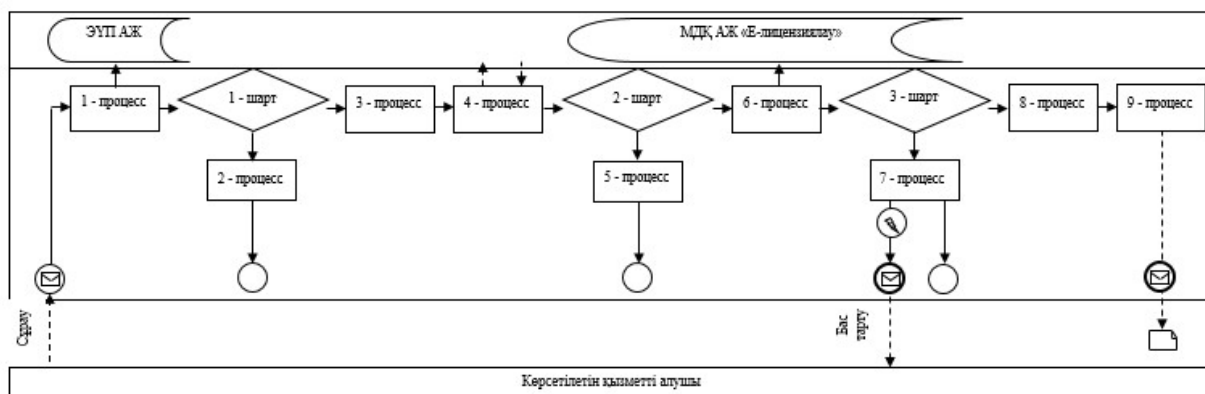 ЭҮП АЖ
МДҚ АЖ «Е-лицензиялау»
1 - процесс
1 - шарт
3 - процесс
4 - процесс
2 - шарт
6 - процесс
3 - шарт
8 - процесс
9 - процесс
2 - процесс
5 - процесс
7 - процесс
Сұрау
Бас
тарту
Көрсетілетін қызметті алушы